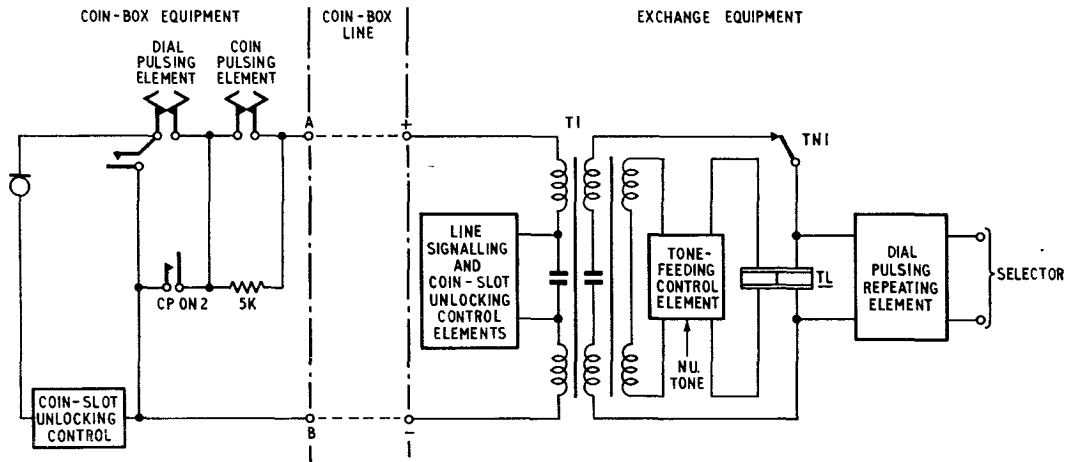 COIN-BOX EQUIPMENT
COIN-BOX
LINE
EXCHANGE EQUIPMENT
DIAL
PULSING
ELEMENT
COIN
PULSING
ELEMENT
A
+
T1
TN1
LINE
SIGNALLING
AND
COIN-SLOT
UNLOCKING
CONTROL
ELEMENTS
TONE-
FEEDING
CONTROL
ELEMENT
TL
DIAL
PULSING
REPEATING
ELEMENT
SELECTOR
CP ON 2
5K
NU.
TONE
COIN-SLOT
UNLOCKING
CONTROL
B
-